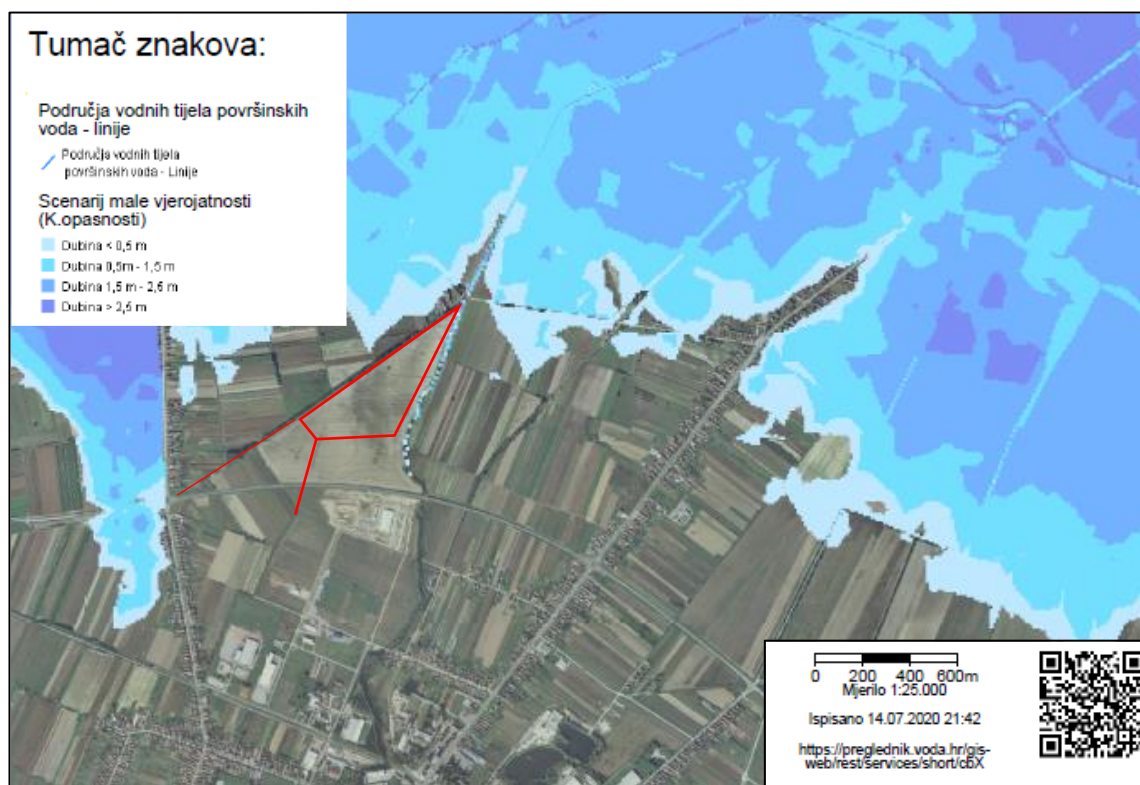 Tumač znakova:
Područja vodnih tijela površinskih
voda - linije
Područja vodnih tijela
površinskih voda - Linije
Scenarij male vjerojatnosti
(K.opasnosti)
Dubina < 0,5 m
Dubina 0,5m - 1,5 m
Dubina 1,5 m - 2,5 m
Dubina > 2,5 m
0 200 400 600m
Mjerilo 1:25.000
Ispisano 14.07.2020 21:42
https://preglednik.voda.hr/gis-
web/rest/services/short/cbX